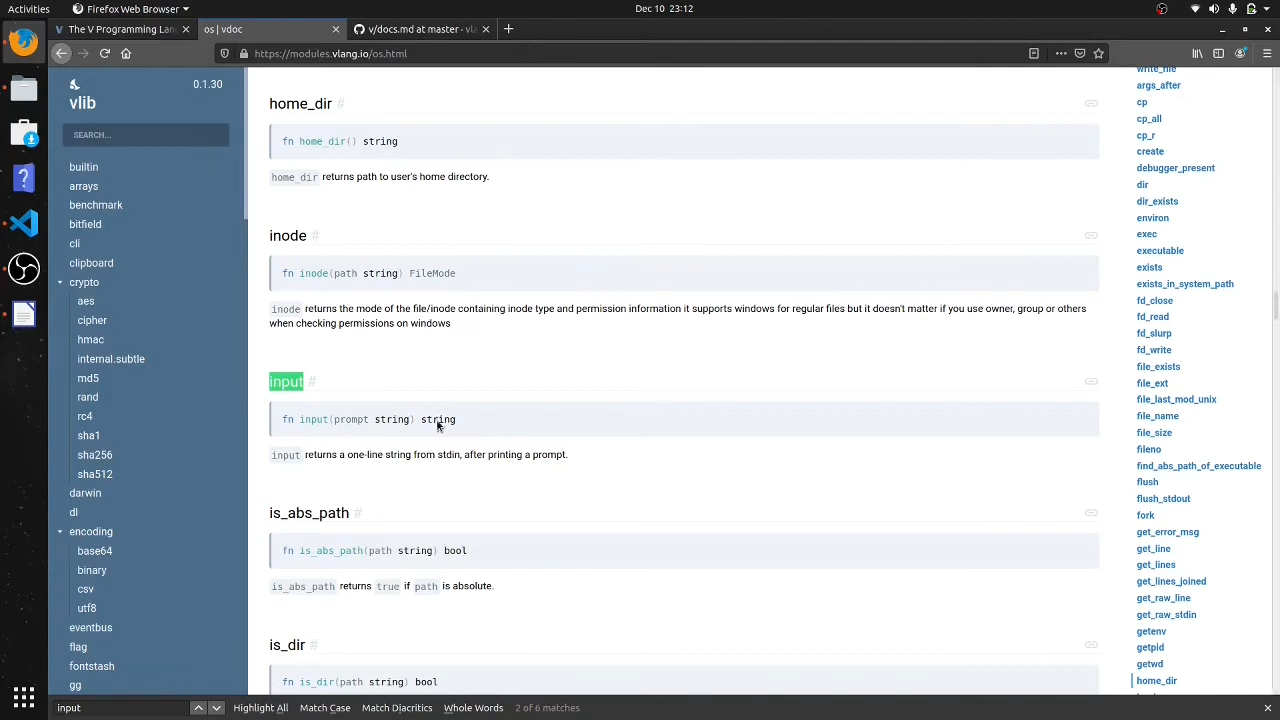 Activities
Firefox Web Browser
Dec 10 23:12
The V Programming Lan
os | vdoc
v/docs.md at master · v
https://modules.vlang.io/os.html
0.1.30
vlib
SEARCH...
builtin
arrays
benchmark
bitfield
cli
clipboard
crypto
aes
cipher
hmac
internal.subtle
md5
rand
rc4
sha1
sha256
sha512
darwin
dl
encoding
base64
binary
csv
utf8
eventbus
flag
fontstash
gg
home_dir #
fn home_dir() string
home_dir returns path to user's home directory.
inode #
fn inode(path string) FileMode
inode returns the mode of the file/inode containing inode type and permission information it supports windows for regular files but it doesn't matter if you use owner, group or others
when checking permissions on windows
input #
fn input(prompt string) string
input returns a one-line string from stdin, after printing a prompt.
is_abs_path #
fn is_abs_path(path string) bool
is_abs_path returns true if path is absolute.
is_dir #
fn is_dir(path string) bool
write_file
args_after
cp
cp_all
cp_r
create
debugger_present
dir
dir_exists
environ
exec
executable
exists
exists_in_system_path
fd_close
fd_read
fd_slurp
fd_write
file_exists
file_ext
file_last_mod_unix
file_name
file_size
fileno
find_abs_path_of_executable
flush
flush_stdout
fork
get_error_msg
get_line
get_lines
get_lines_joined
get_raw_line
get_raw_stdin
getenv
getpid
getwd
home_dir
input
Highlight All
Match Case
Match Diacritics
Whole Words
2 of 6 matches